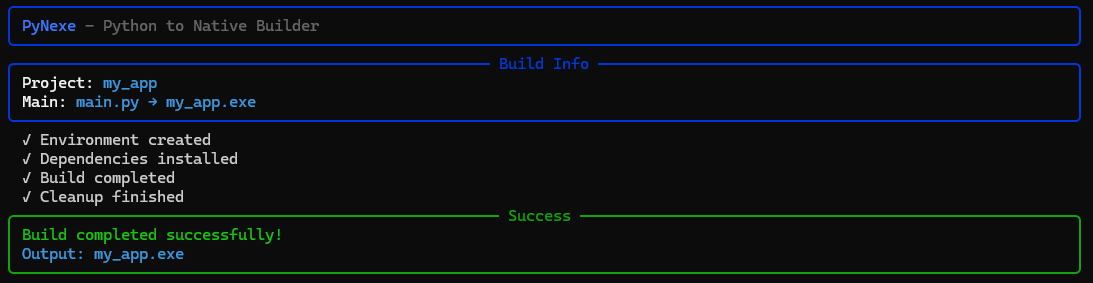 PyNexe — Python to Native Builder
Build Info
Project: my_app
Main: main.py → my_app.exe
✓ Environment created
✓ Dependencies installed
✓ Build completed
✓ Cleanup finished
Success
Build completed successfully!
Output: my_app.exe